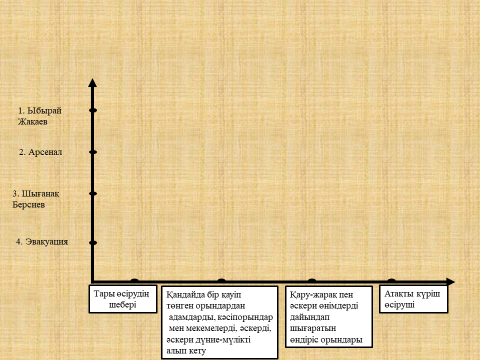 1. Ыбырай
Жақаев
2. Арсенал
3. Шығанақ
Берсиев
4. Эвакуация
Тары өсірудің
шебері
Қандайда бір қауіп
төнген орындардан
адамдарды, кәсіпорындар
мен мекемелерді, әскерді,
әскери дүние-мүлікті
алып кету
Қару-жарақ пен
әскери өнімдерді
дайындап
шығаратын
өндіріс орындары
Атақты күріш
өсіруші